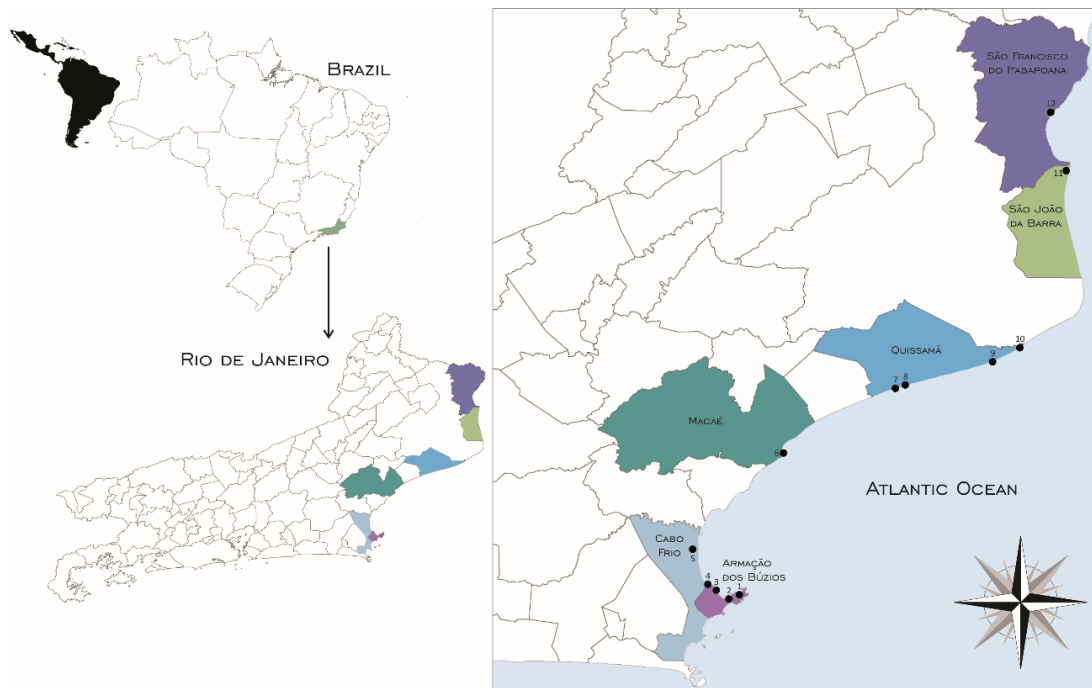 BRAZIL
RIO DE JANEIRO
SÃO FRANCISCO
DO ITABAPOANA
12
11
SÃO JOÃO
DA BARRA
10
QUISSAMÃ
9
8
7
MACAÉ
6
ATLANTIC OCEAN
CABO
FRIO
5
ARMAÇÃO
DOS BÚZIOS
4
3
2
1